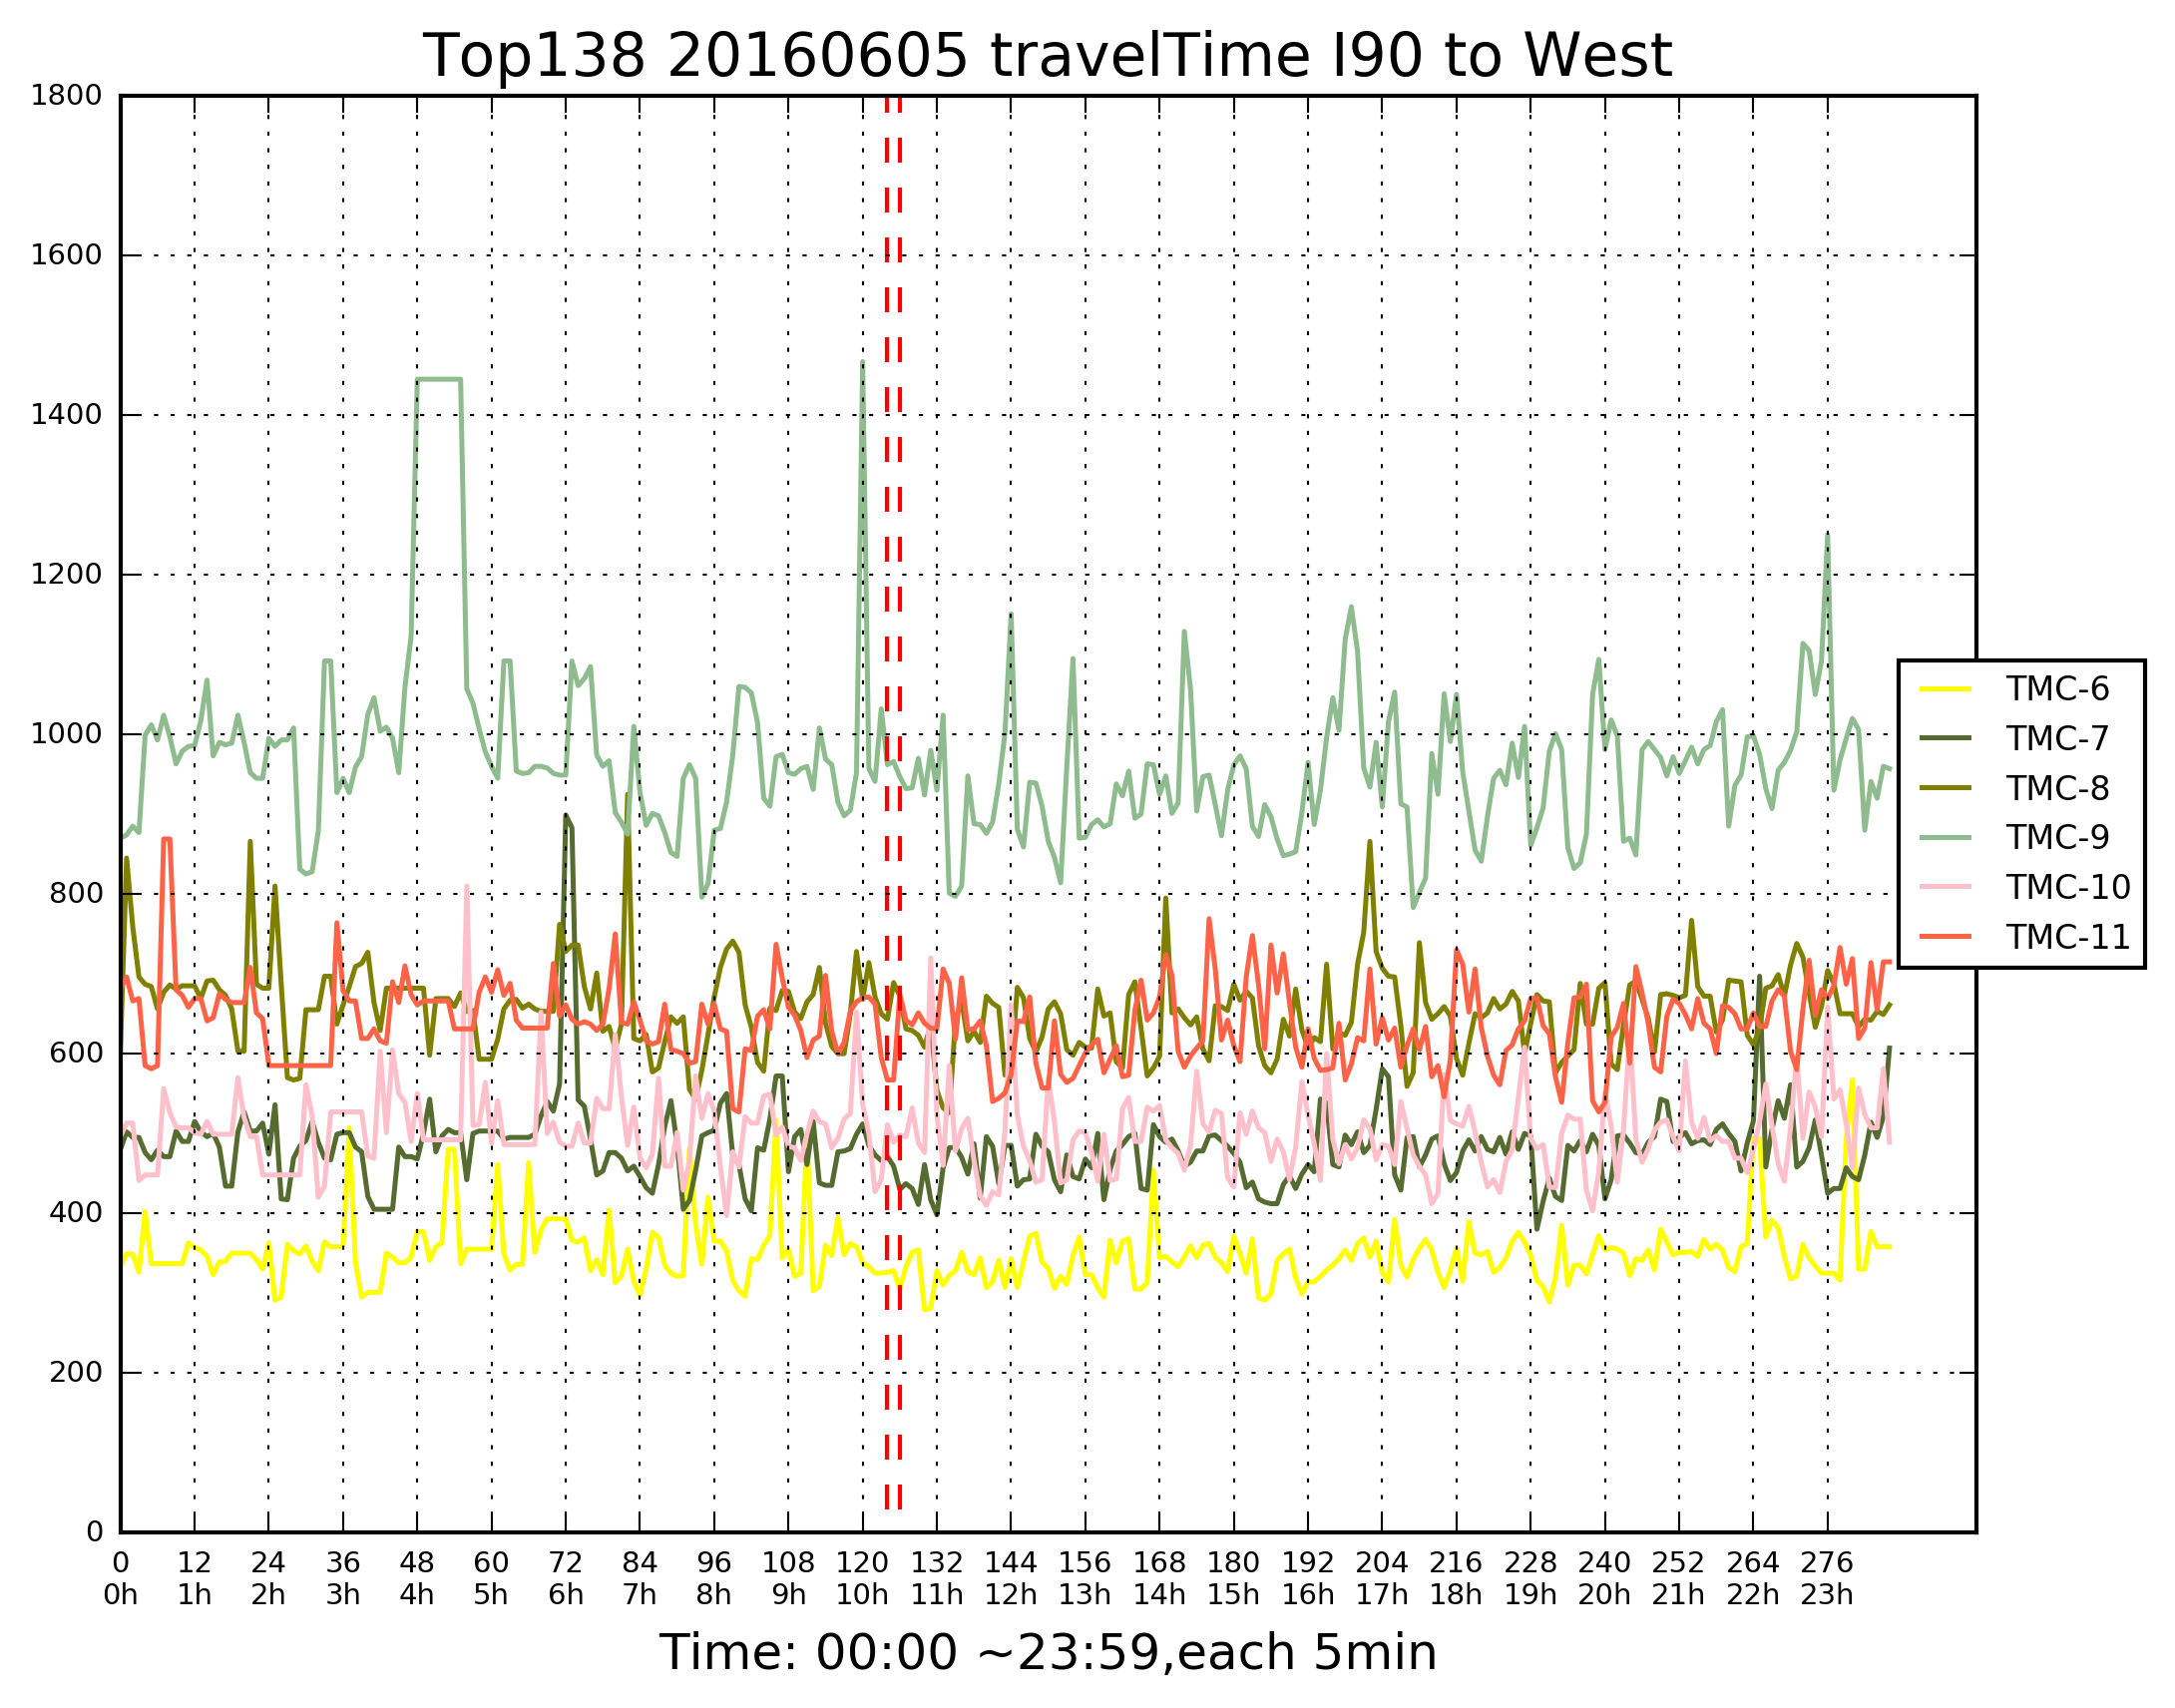 Top138 20160605 travelTime I90 to West
1800
1600
1400
1200
1000
800
600
400
200
0
TMC-6
TMC-7
TMC-8
TMC-9
TMC-10
TMC-11
0 12 24 36 48 60 72 84 96 108 120 132 144 156 168 180 192 204 216 228 240 252 264 276
0h 1h 2h 3h 4h 5h 6h 7h 8h 9h 10h 11h 12h 13h 14h 15h 16h 17h 18h 19h 20h 21h 22h 23h
Time: 00:00 ~23:59,each 5min